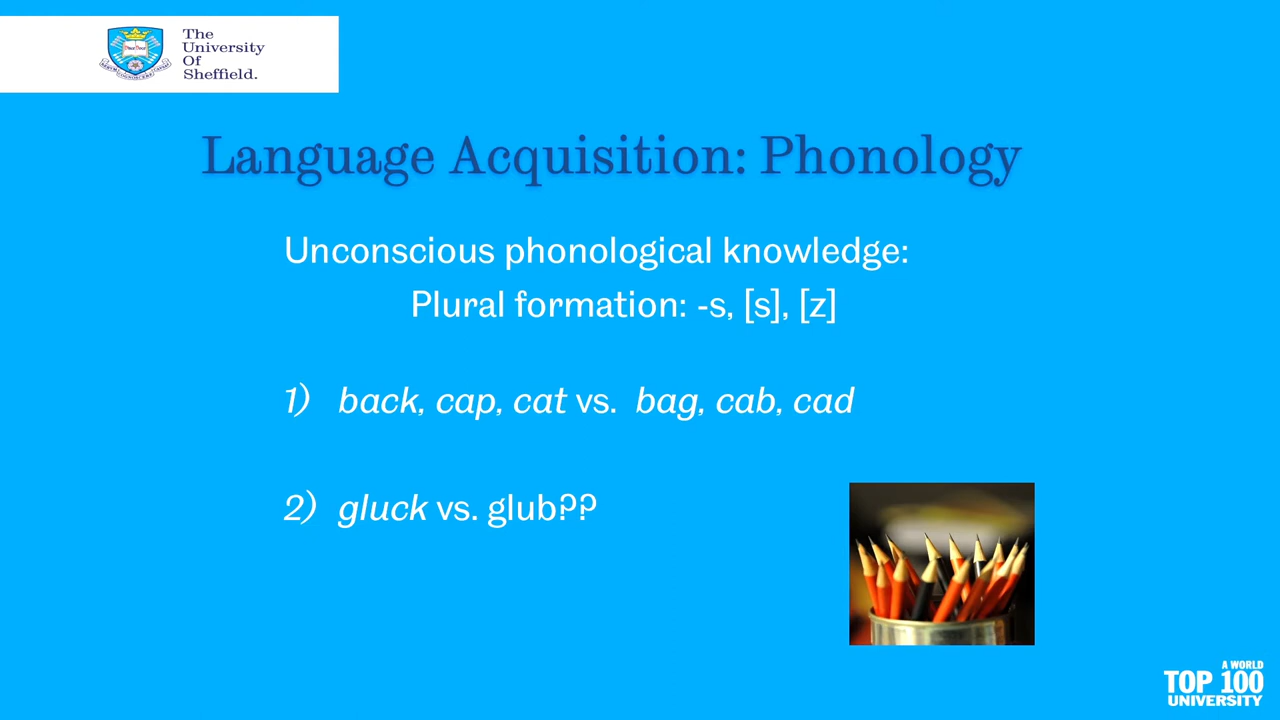 The
University
Of
Sheffield.
Language Acquisition: Phonology
Unconscious phonological knowledge:
Plural formation: -s, [s], [z]
1) back, cap, cat vs. bag, cab, cad
2) gluck vs. glub??
A WORLD
TOP 100
UNIVERSITY